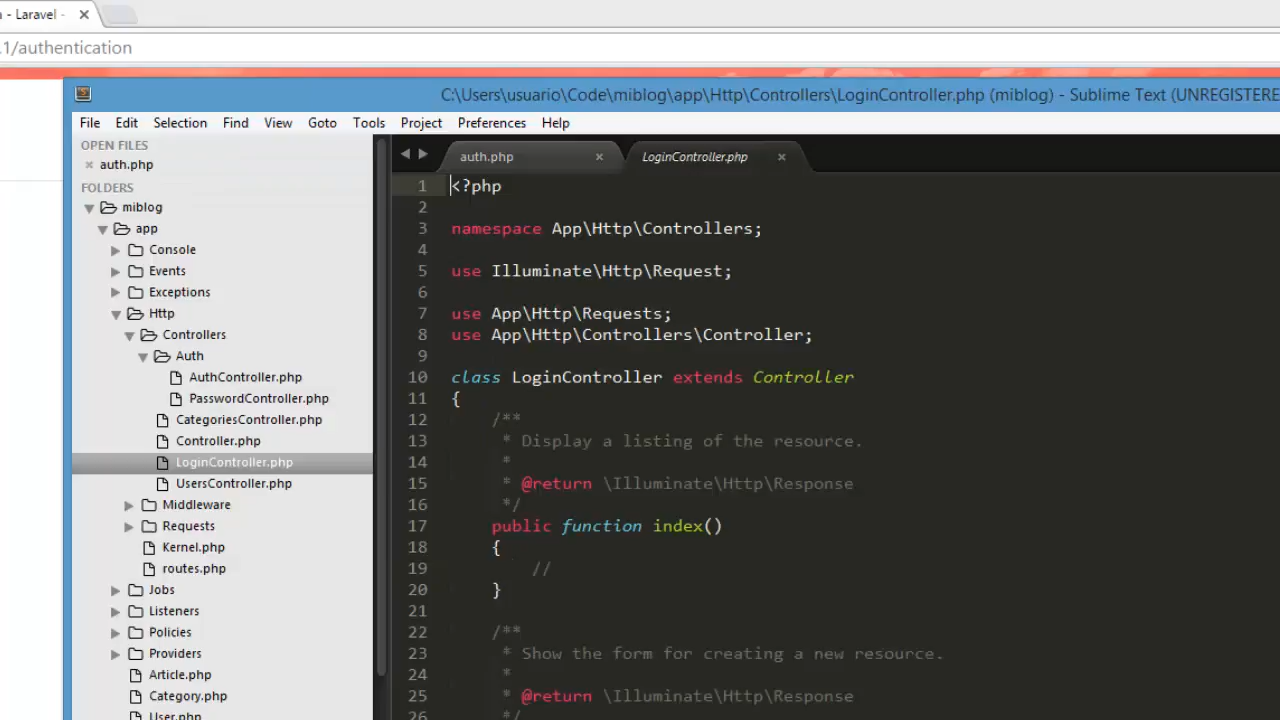 - Laravel -
.1/authentication
C:\Users\usuario\Code\miblog\app\Http\Controllers\LoginController.php (miblog) - Sublime Text (UNREGISTERE
File Edit Selection Find View Goto Tools Project Preferences Help
OPEN FILES
auth.php
FOLDERS
miblog
app
Console
Events
Exceptions
Http
Controllers
Auth
AuthController.php
PasswordController.php
CategoriesController.php
Controller.php
LoginController.php
UsersController.php
Middleware
Requests
Kernel.php
routes.php
Jobs
Listeners
Policies
Providers
Article.php
Category.php
User.php
auth.php LoginController.php
1 <?php
2
3 namespace App\Http\Controllers;
4
5 use Illuminate\Http\Request;
6
7 use App\Http\Requests;
8 use App\Http\Controllers\Controller;
9
10 class LoginController extends Controller
11 {
12 /**
13 * Display a listing of the resource.
14 *
15 * @return \Illuminate\Http\Response
16 */
17 public function index()
18 {
19 //
20 }
21
22 /**
23 * Show the form for creating a new resource.
24 *
25 * @return \Illuminate\Http\Response
26 */